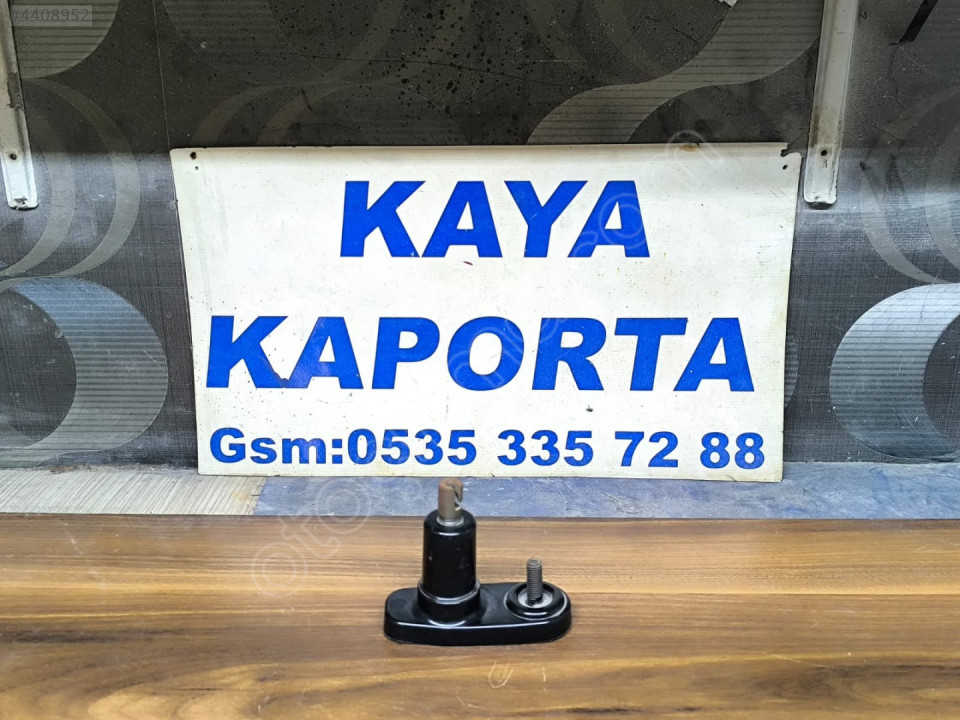 #4408952
KAYA
KAPORTA
Gsm:0535 335 72 88